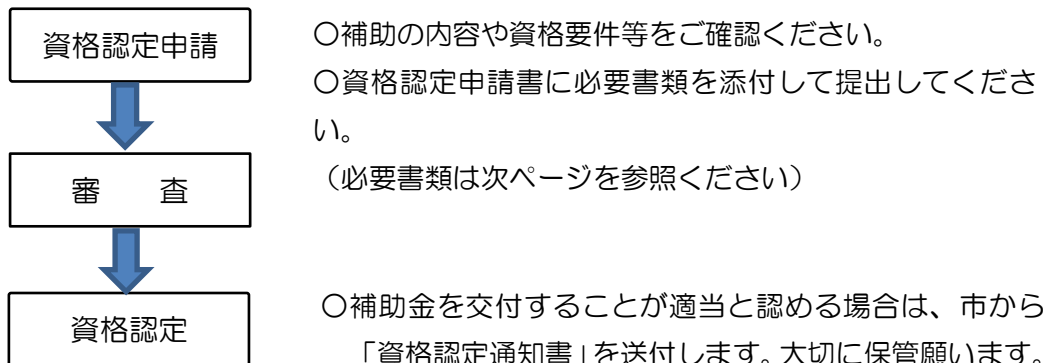 資格認定申請
〇補助の内容や資格要件等をご確認ください。
〇資格認定申請書に必要書類を添付して提出してくださ
い。
（必要書類は次ページを参照ください）
審　　査
資格認定
〇補助金を交付することが適当と認める場合は、市から
「資格認定通知書」を送付します。大切に保管願います。